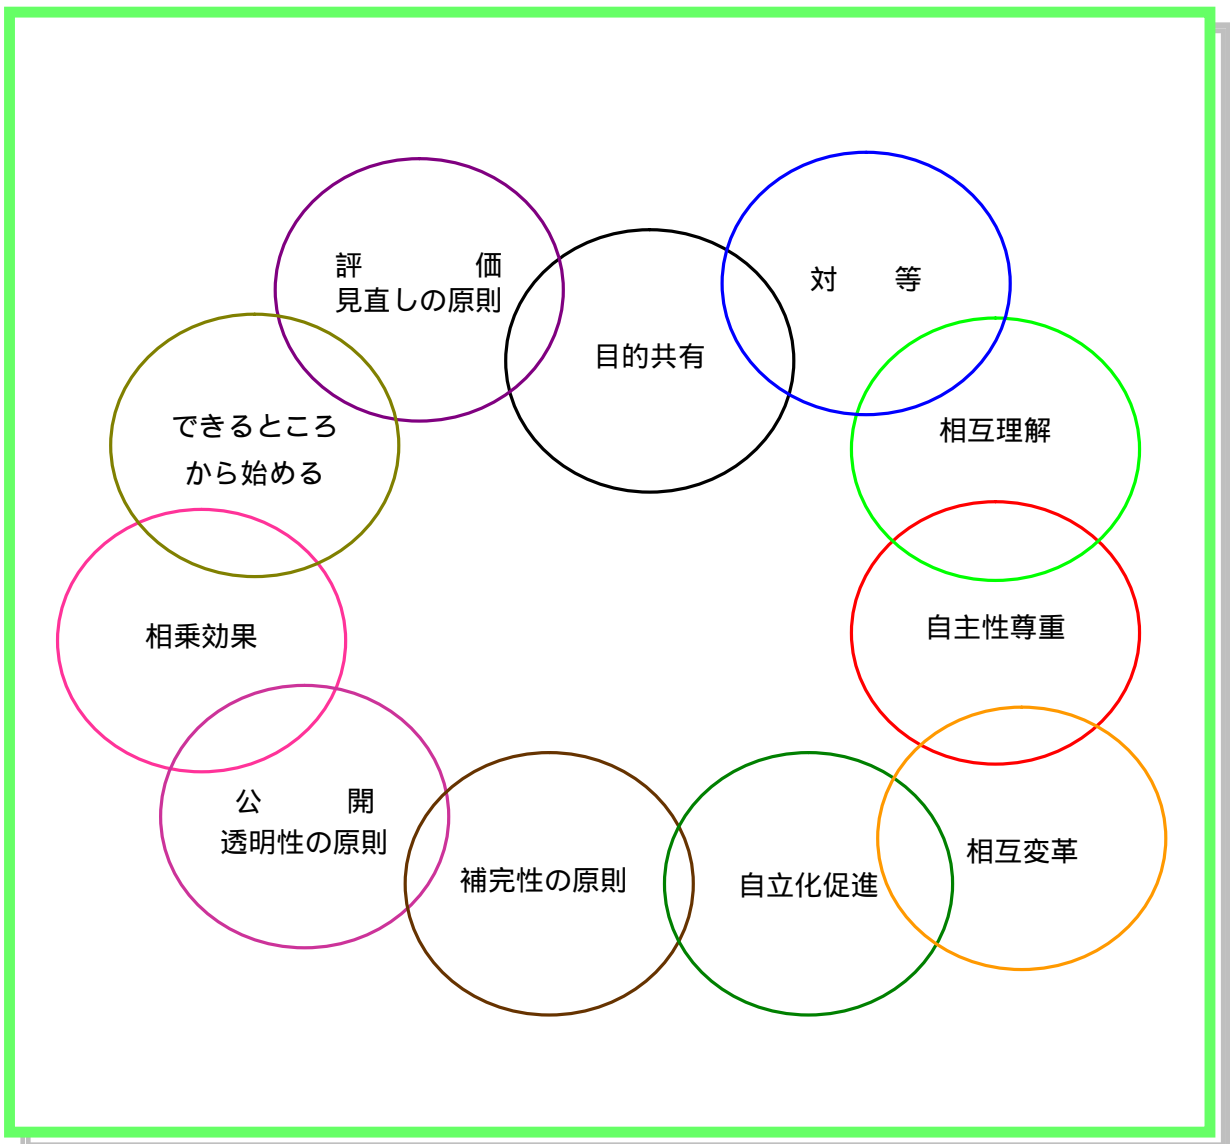 目的共有
対　　等
相互理解
自主性尊重
相互変革
自立化促進
補完性の原則
公　　　開
透明性の原則
相乗効果
できるところ
から始める
評　　　　価
見直しの原則